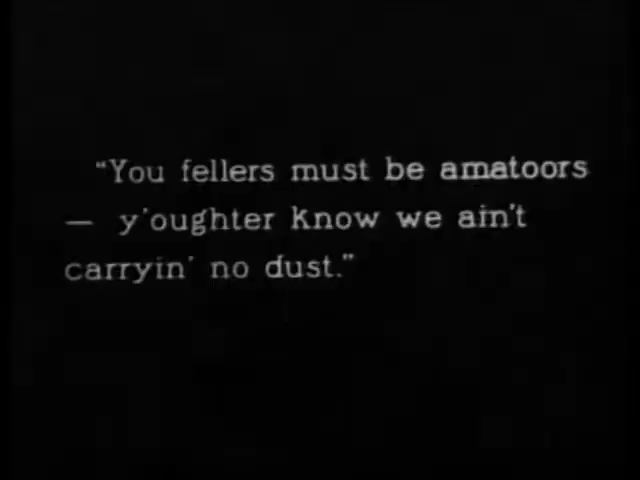 “You fellers must be amatoors
— y'oughter know we ain't
carryin' no dust.”